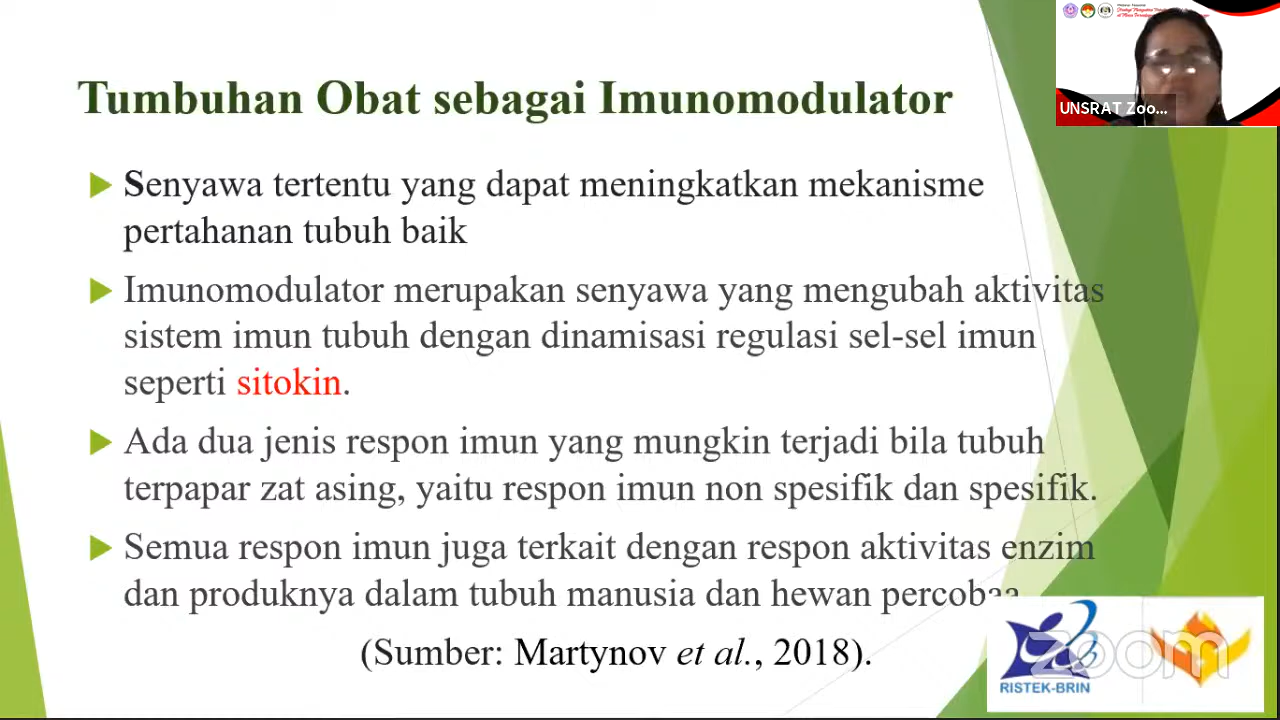 Tumbuhan Obat sebagai Imunomodulator
UNSRAT Zoo...
Senyawa tertentu yang dapat meningkatkan mekanisme
pertahanan tubuh baik
Imunomodulator merupakan senyawa yang mengubah aktivitas
sistem imun tubuh dengan dinamisasi regulasi sel-sel imun
seperti sitokin.
Ada dua jenis respon imun yang mungkin terjadi bila tubuh
terpapar zat asing, yaitu respon imun non spesifik dan spesifik.
Semua respon imun juga terkait dengan respon aktivitas enzim
dan produknya dalam tubuh manusia dan hewan percobaa
(Sumber: Martynov et al., 2018).
zoom
RISTEK-BRIN